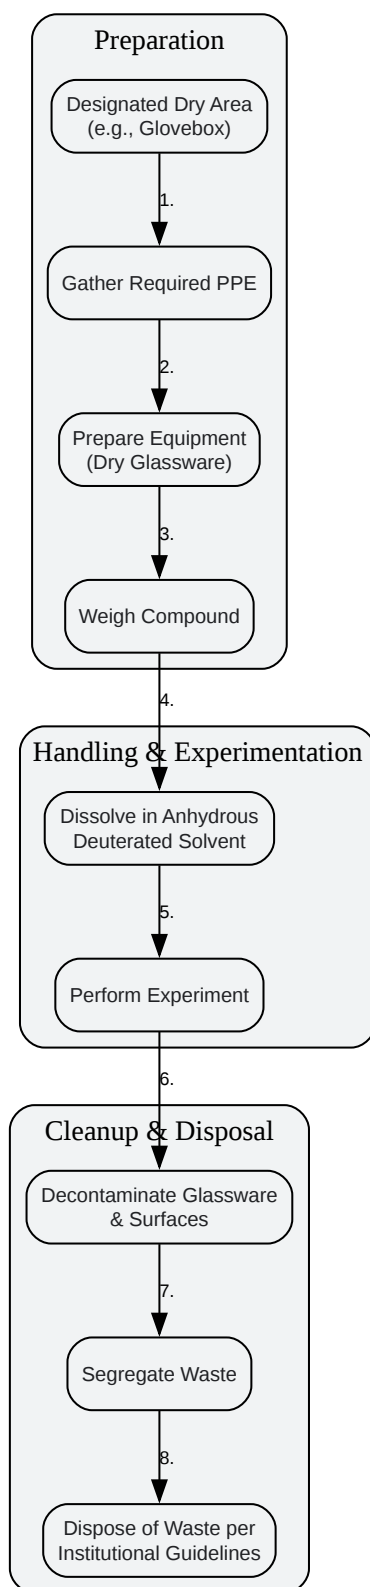 Preparation
Designated Dry Area
(e.g., Glovebox)
1.
Gather Required PPE
2.
Prepare Equipment
(Dry Glassware)
3.
Weigh Compound
4.
Handling & Experimentation
Dissolve in Anhydrous
Deuterated Solvent
5.
Perform Experiment
6.
Cleanup & Disposal
Decontaminate Glassware
& Surfaces
7.
Segregate Waste
8.
Dispose of Waste per
Institutional Guidelines